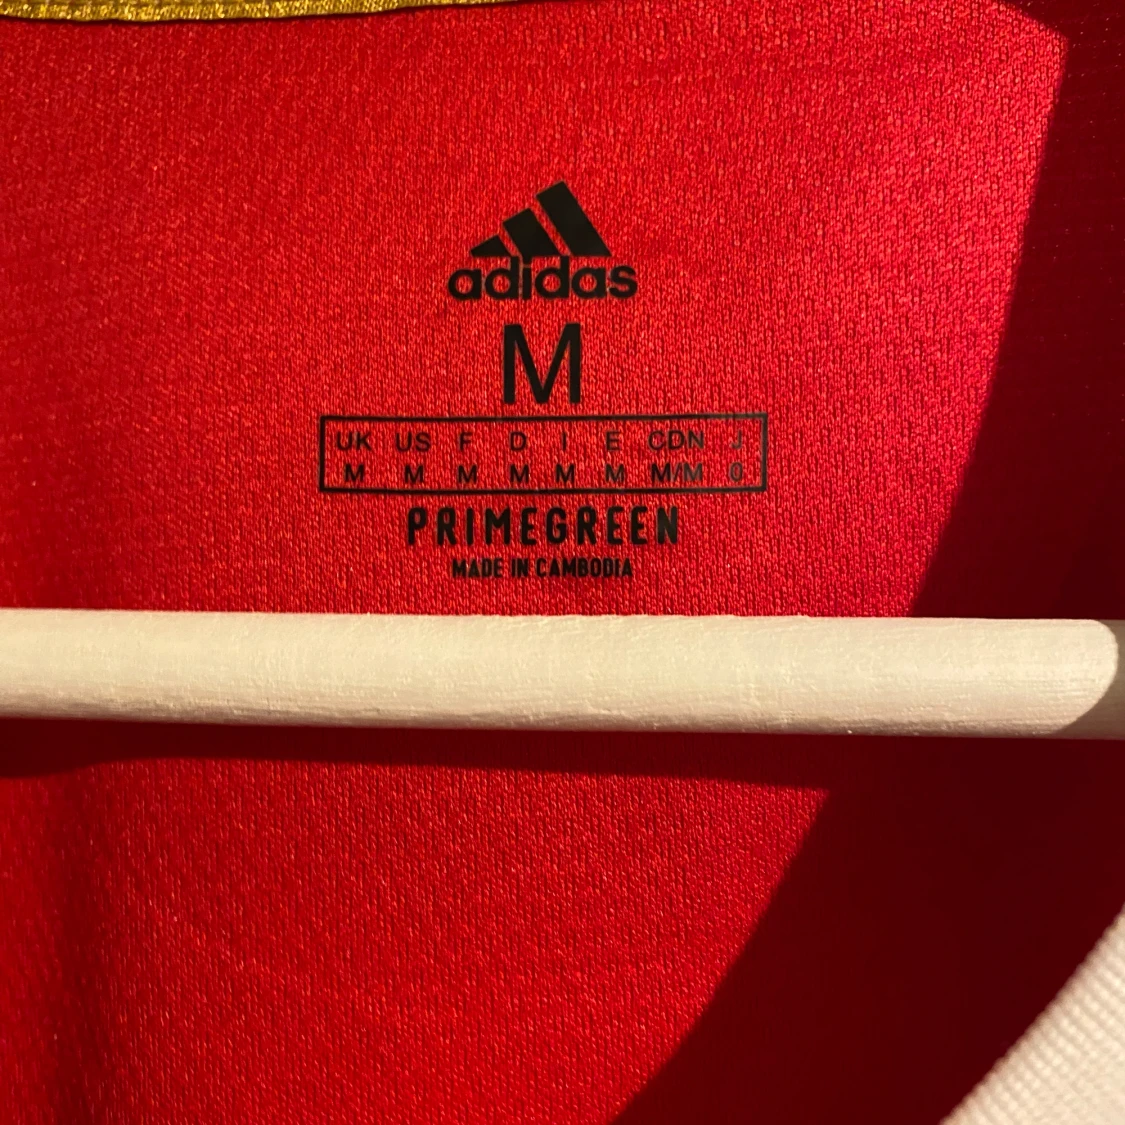 adidas
M
UK US F D I E CDN J
M M M M M M M/M O
PRIMEGREEN
MADE IN CAMBODIA